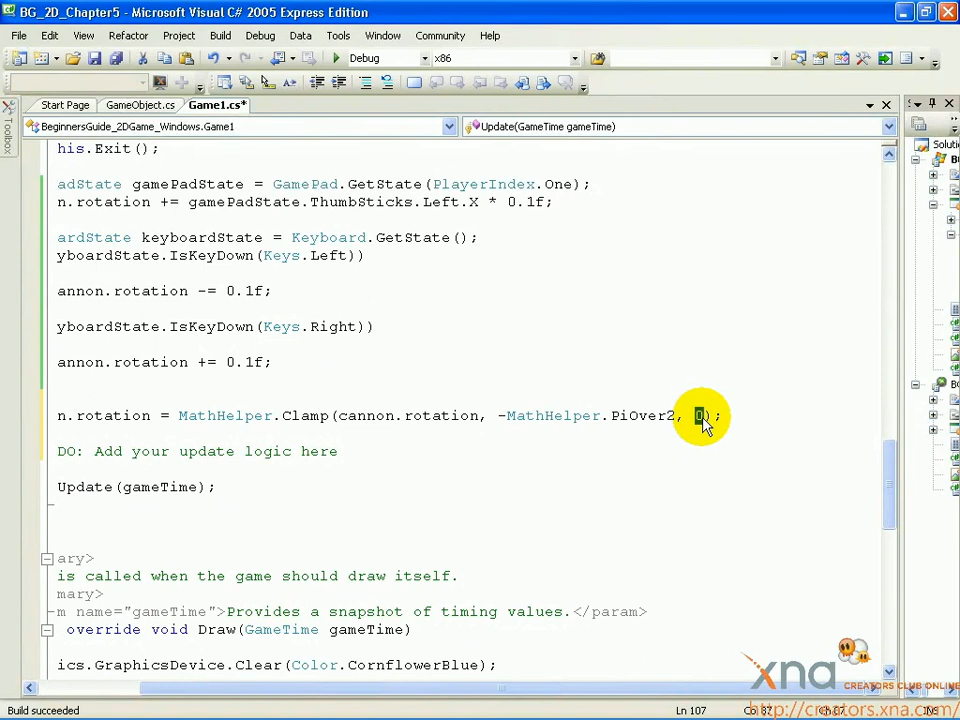 BG_2D_Chapter5 - Microsoft Visual C# 2005 Express Edition
File Edit View Refactor Project Build Debug Data Tools Window Community Help
Debug x86
Start Page GameObject.cs Game1.cs*
Toolbox
BeginnersGuide_2DGame_Windows.Game1 Update(GameTime gameTime)
Soluti
his.Exit();
adState gamePadState = GamePad.GetState(PlayerIndex.One);
n.rotation += gamePadState.ThumbSticks.Left.X * 0.1f;
ardState keyboardState = Keyboard.GetState();
yboardState.IsKeyDown(Keys.Left))
annon.rotation -= 0.1f;
yboardState.IsKeyDown(Keys.Right))
annon.rotation += 0.1f;
n.rotation = MathHelper.Clamp(cannon.rotation, -MathHelper.PiOver2, 0);
DO: Add your update logic here
Update(gameTime);
ary>
is called when the game should draw itself.
mary>
m name="gameTime">Provides a snapshot of timing values.</param>
override void Draw(GameTime gameTime)
ics.GraphicsDevice.Clear(Color.CornflowerBlue);
xna CREATORS CLUB ONLINE
http://creators.xna.com/
Build succeeded Ln 107